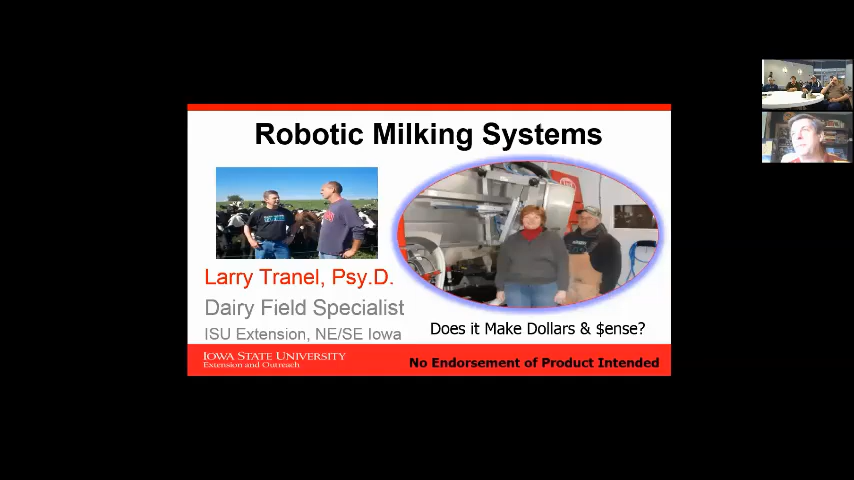 Robotic Milking Systems
Larry Tranel, Psy.D.
Dairy Field Specialist
ISU Extension, NE/SE Iowa
Does it Make Dollars & $ense?
IOWA STATE UNIVERSITY
Extension and Outreach
No Endorsement of Product Intended